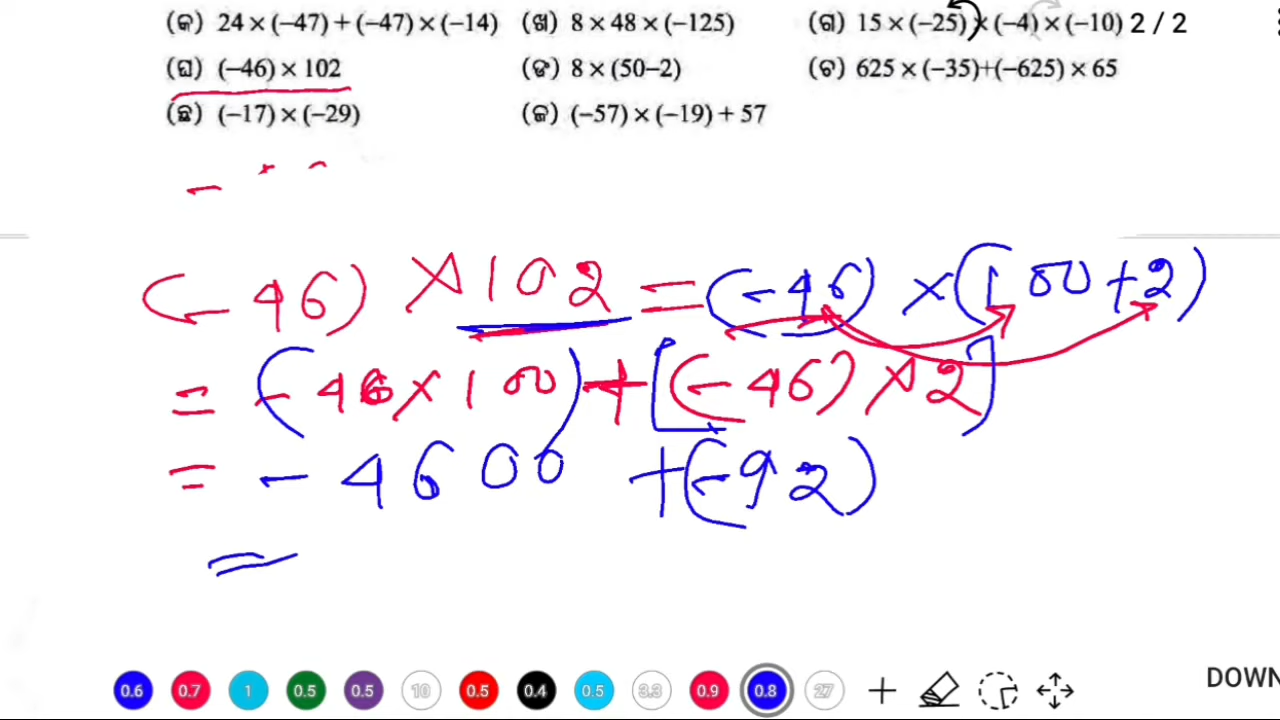 (କ) 24 × (−47) + (−47) × (−14) (ଖ) 8 × 48 × (−125) (ଗ) 15 × (−25) × (−4) × (−10) 2 / 2
(ଘ) (−46) × 102 (ଙ) 8 × (50−2) (ଚ) 625 × (−35)+(−625) × 65
(ଛ) (−17) × (−29) (ଜ) (−57) × (−19) + 57
(-46) × 102 = (-46) × (100+2)
= (-46×100) + [(-46) × 2]
= -4600 + (-92)
=
0.6 0.7 1 0.5 0.5 10 0.5 0.4 0.5 3.3 0.9 0.8 27
DOWN